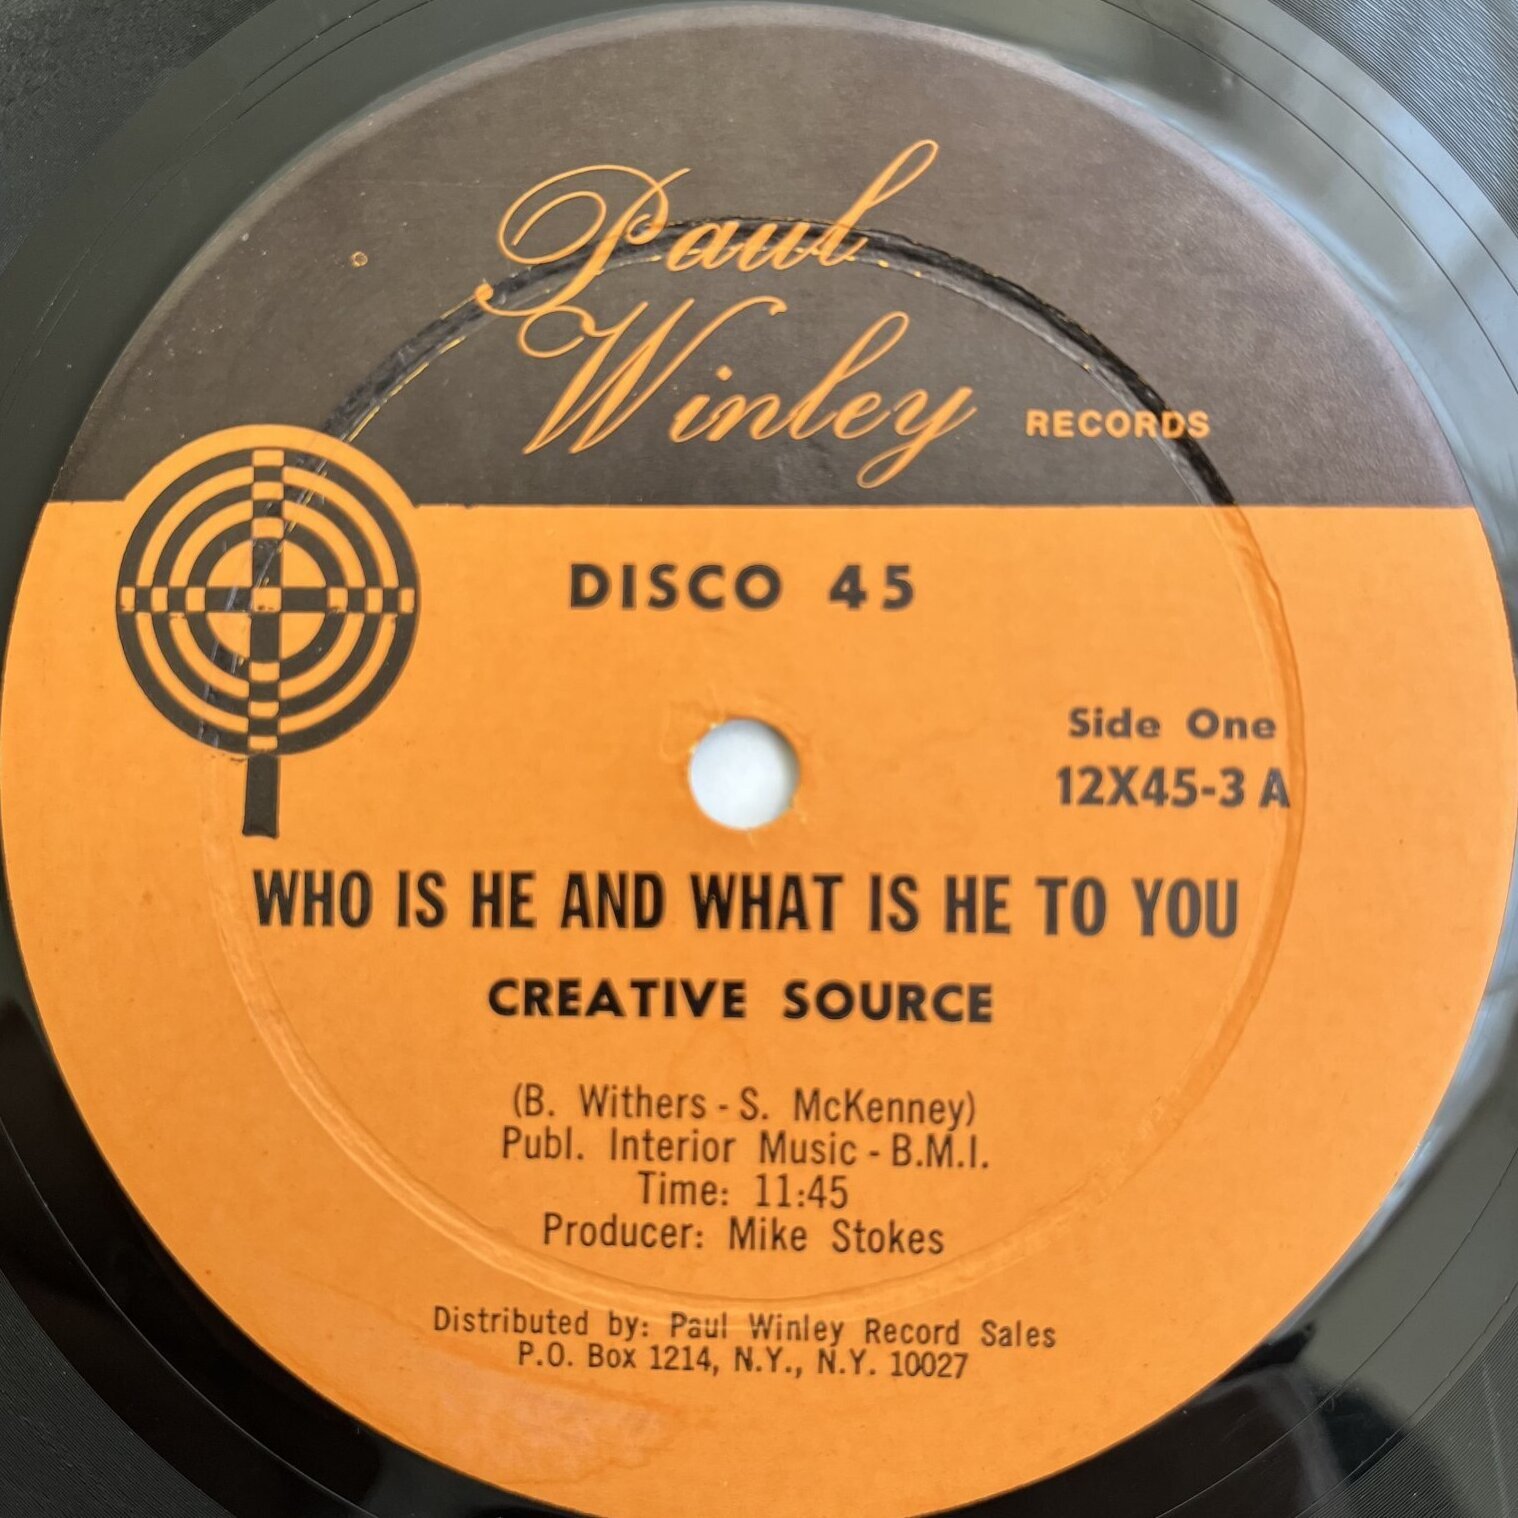 Paul
Winley RECORDS
DISCO 45
Side One
12X45-3 A
WHO IS HE AND WHAT IS HE TO YOU
CREATIVE SOURCE
(B. Withers - S. McKenney)
Publ. Interior Music - B.M.I.
Time: 11:45
Producer: Mike Stokes
Distributed by: Paul Winley Record Sales
P.O. Box 1214, N.Y., N.Y. 10027